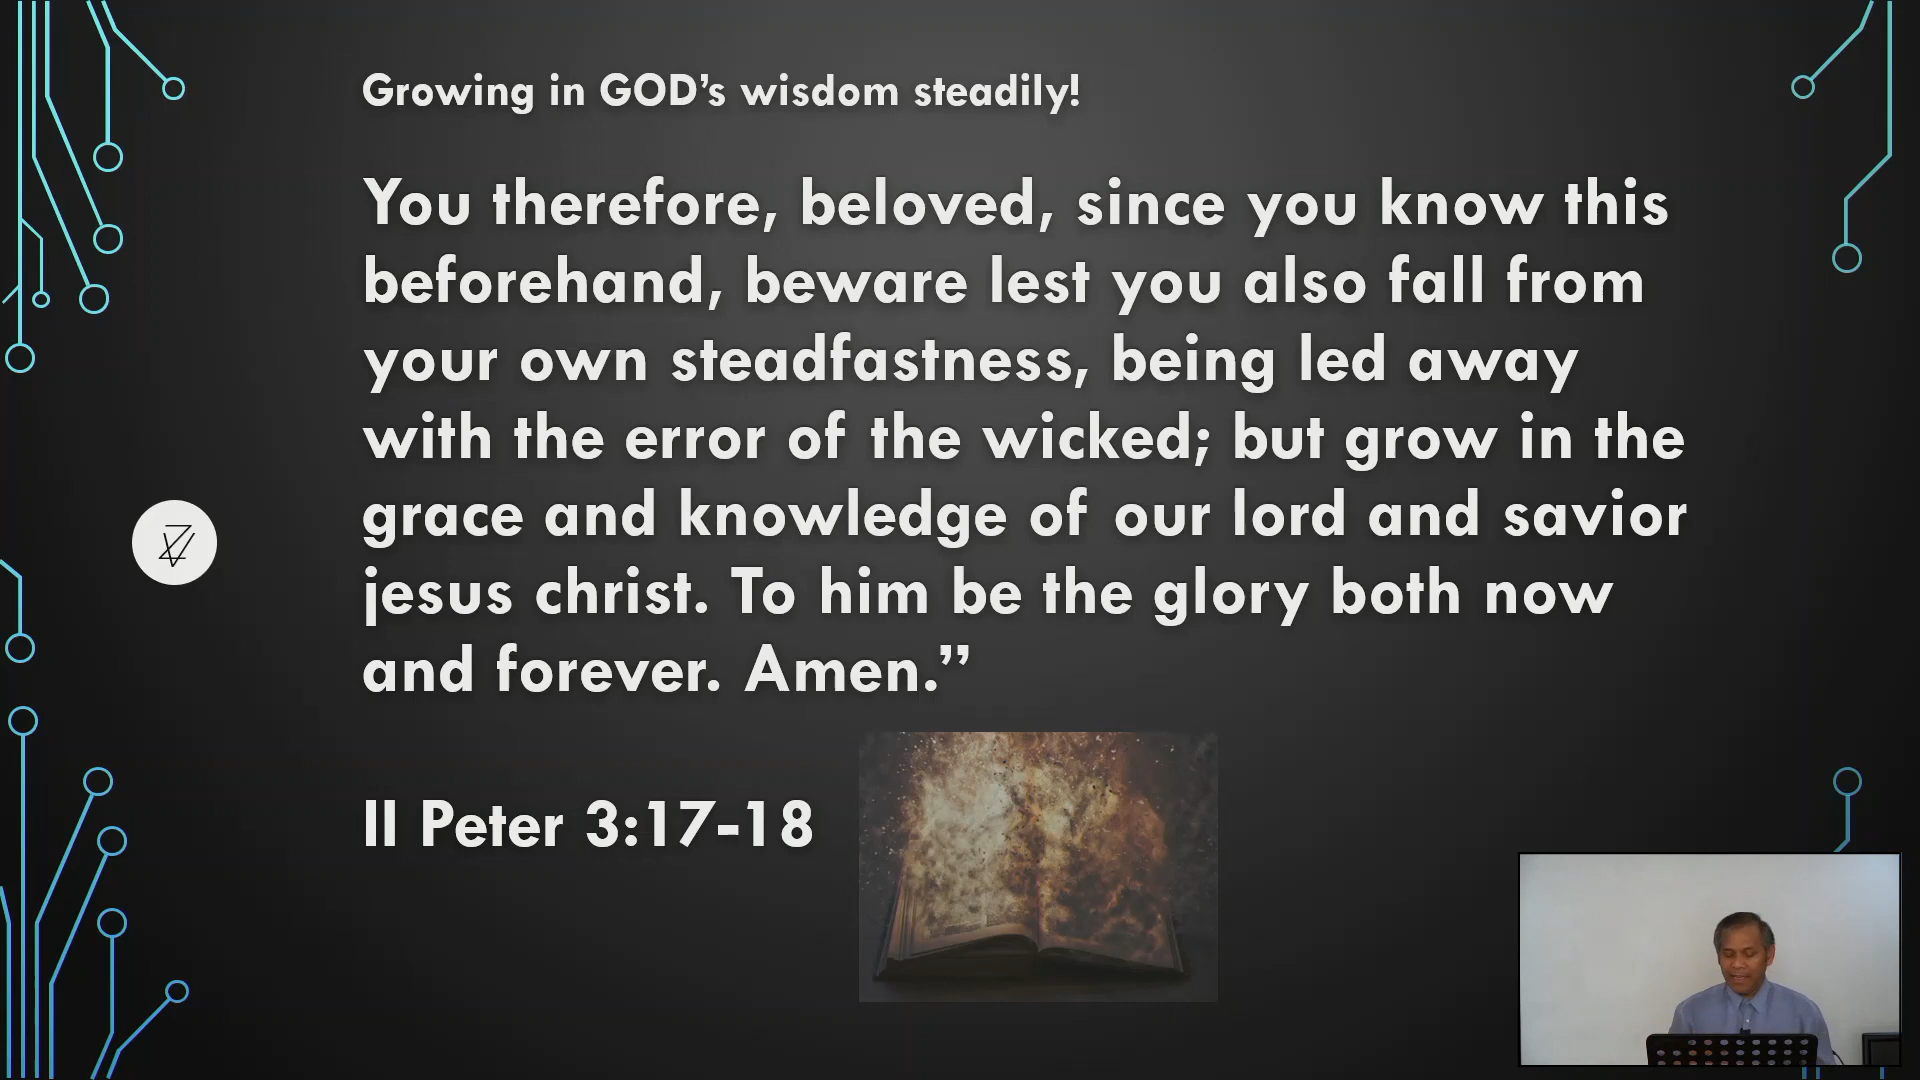 Growing in GOD's wisdom steadily!
You therefore, beloved, since you know this
beforehand, beware lest you also fall from
your own steadfastness, being led away
with the error of the wicked; but grow in the
grace and knowledge of our lord and savior
jesus christ. To him be the glory both now
and forever. Amen.”
II Peter 3:17-18